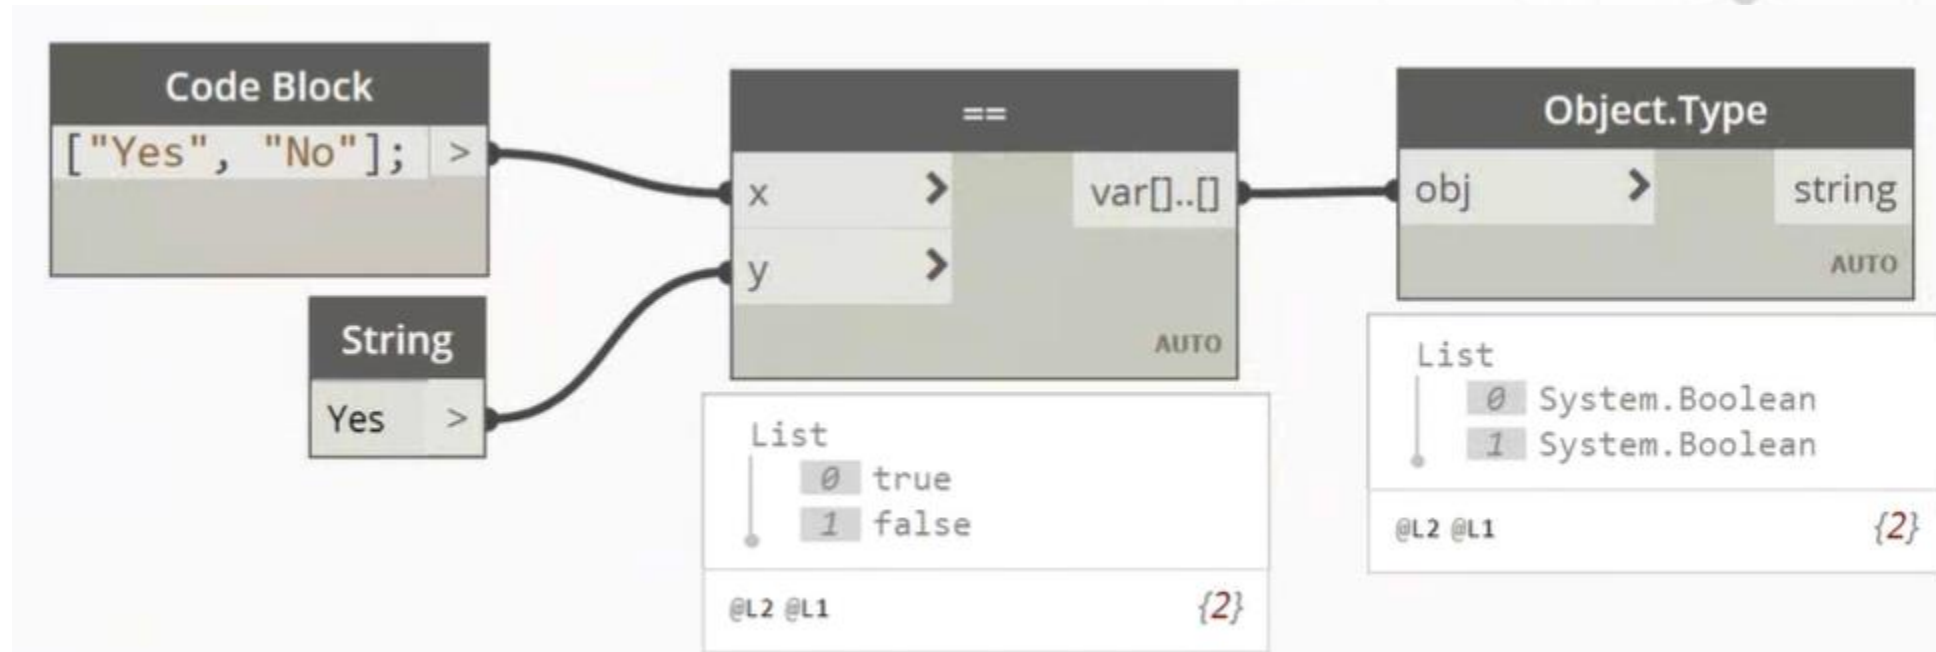 Code Block
["Yes", "No"]; >
String
Yes >
==
x > var[]..[]
y >
AUTO
List
0 true
1 false
@L2 @L1 {2}
Object.Type
obj > string
AUTO
List
0 System.Boolean
1 System.Boolean
@L2 @L1 {2}